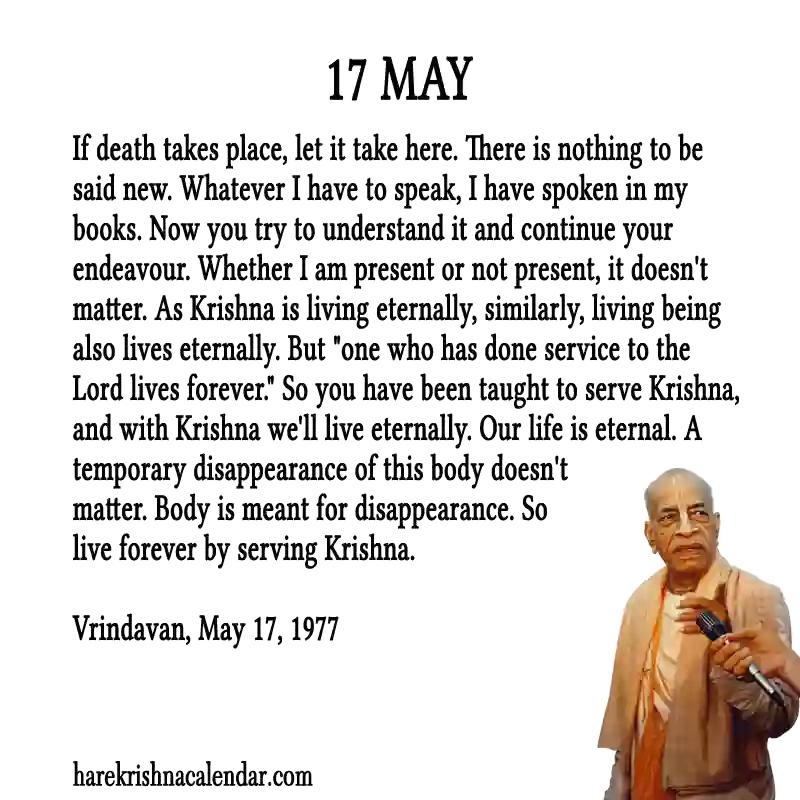 17 MAY
If death takes place, let it take here. There is nothing to be
said new. Whatever I have to speak, I have spoken in my
books. Now you try to understand it and continue your
endeavour. Whether I am present or not present, it doesn't
matter. As Krishna is living eternally, similarly, living being
also lives eternally. But "one who has done service to the
Lord lives forever." So you have been taught to serve Krishna,
and with Krishna we'll live eternally. Our life is eternal. A
temporary disappearance of this body doesn't
matter. Body is meant for disappearance. So
live forever by serving Krishna.
Vrindavan, May 17, 1977
harekrishnacalendar.com